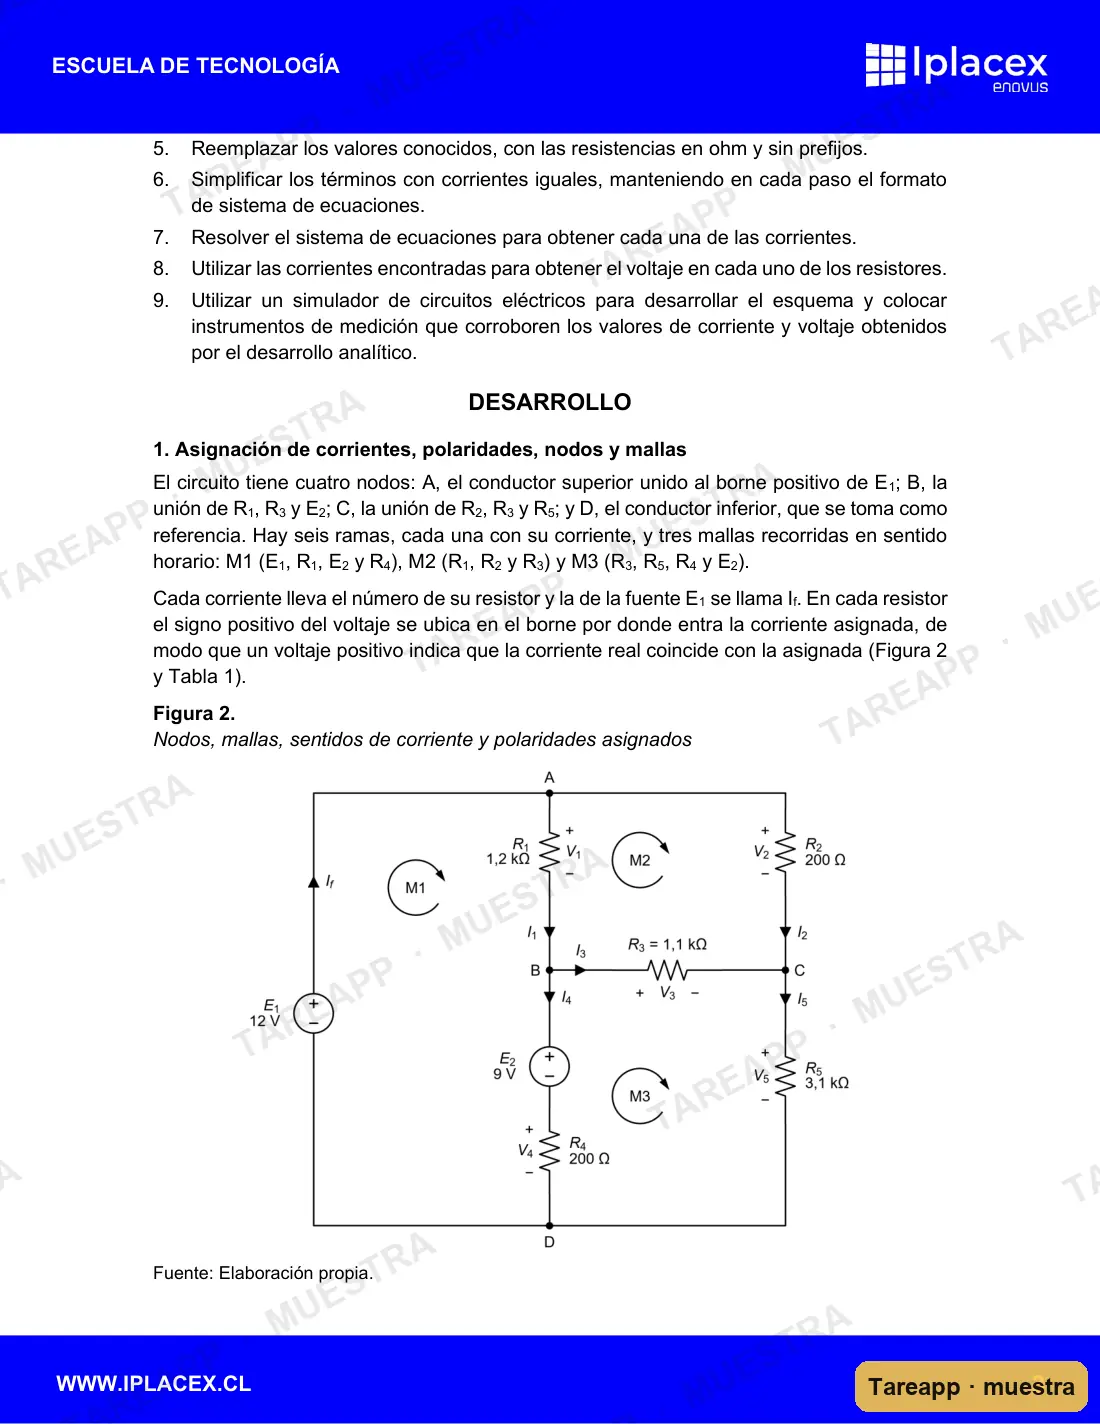 ESCUELA DE TECNOLOGÍA
Iplacex
enovus
5. Reemplazar los valores conocidos, con las resistencias en ohm y sin prefijos.
6. Simplificar los términos con corrientes iguales, manteniendo en cada paso el formato
de sistema de ecuaciones.
7. Resolver el sistema de ecuaciones para obtener cada una de las corrientes.
8. Utilizar las corrientes encontradas para obtener el voltaje en cada uno de los resistores.
9. Utilizar un simulador de circuitos eléctricos para desarrollar el esquema y colocar
instrumentos de medición que corroboren los valores de corriente y voltaje obtenidos
por el desarrollo analítico.
DESARROLLO
1. Asignación de corrientes, polaridades, nodos y mallas
El circuito tiene cuatro nodos: A, el conductor superior unido al borne positivo de E₁; B, la
unión de R₁, R₃ y E₂; C, la unión de R₂, R₃ y R₅; y D, el conductor inferior, que se toma como
referencia. Hay seis ramas, cada una con su corriente, y tres mallas recorridas en sentido
horario: M1 (E₁, R₁, E₂ y R₄), M2 (R₁, R₂ y R₃) y M3 (R₃, R₅, R₄ y E₂).
Cada corriente lleva el número de su resistor y la de la fuente E₁ se llama If. En cada resistor
el signo positivo del voltaje se ubica en el borne por donde entra la corriente asignada, de
modo que un voltaje positivo indica que la corriente real coincide con la asignada (Figura 2
y Tabla 1).
Figura 2.
Nodos, mallas, sentidos de corriente y polaridades asignados
A
R₁
1,2 kΩ
+
V₁
−
M2
+
V₂
−
R₂
200 Ω
If
M1
I₁
I₃
R₃ = 1,1 kΩ
I₂
B
C
+ V₃ −
I₄
I₅
E₁
12 V
+
−
E₂
9 V
+
−
M3
+
V₅
−
R₅
3,1 kΩ
+
V₄
−
R₄
200 Ω
D
Fuente: Elaboración propia.
WWW.IPLACEX.CL
Tareapp · muestra
TAREAPP · MUESTRA